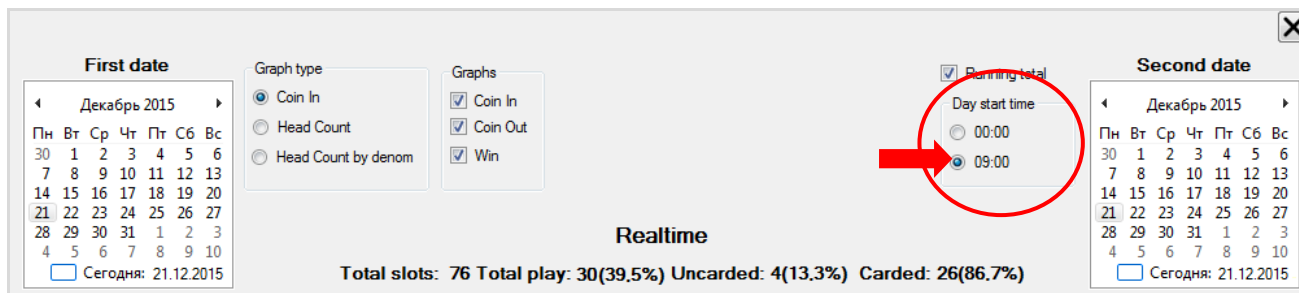 First date
Декабрь 2015
Пн Вт Ср Чт Пт Сб Вс
30 1 2 3 4 5 6
7 8 9 10 11 12 13
14 15 16 17 18 19 20
21 22 23 24 25 26 27
28 29 30 31 1 2 3
4 5 6 7 8 9 10
Сегодня: 21.12.2015
Graph type
Coin In
Head Count
Head Count by denom
Graphs
Coin In
Coin Out
Win
Running total
Day start time
00:00
09:00
Second date
Декабрь 2015
Пн Вт Ср Чт Пт Сб Вс
30 1 2 3 4 5 6
7 8 9 10 11 12 13
14 15 16 17 18 19 20
21 22 23 24 25 26 27
28 29 30 31 1 2 3
4 5 6 7 8 9 10
Сегодня: 21.12.2015
Realtime
Total slots: 76 Total play: 30(39,5%) Uncarded: 4(13,3%) Carded: 26(86,7%)